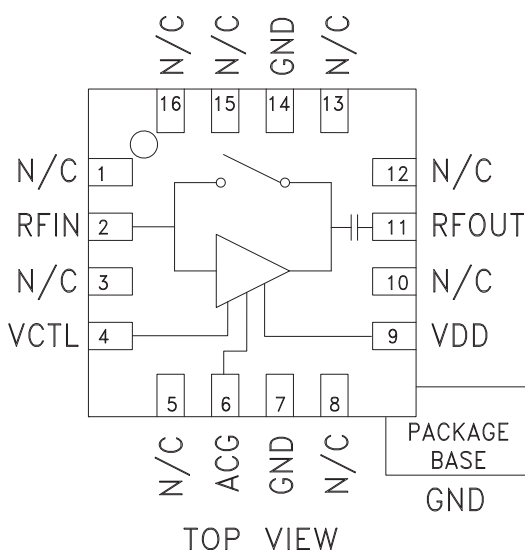 N/C
N/C
GND
N/C
16
15
14
13
N/C 1
12 N/C
RFIN 2
11 RFOUT
N/C 3
10 N/C
VCTL 4
9 VDD
5
6
7
8
N/C
ACG
GND
N/C
PACKAGE
BASE
GND
TOP VIEW